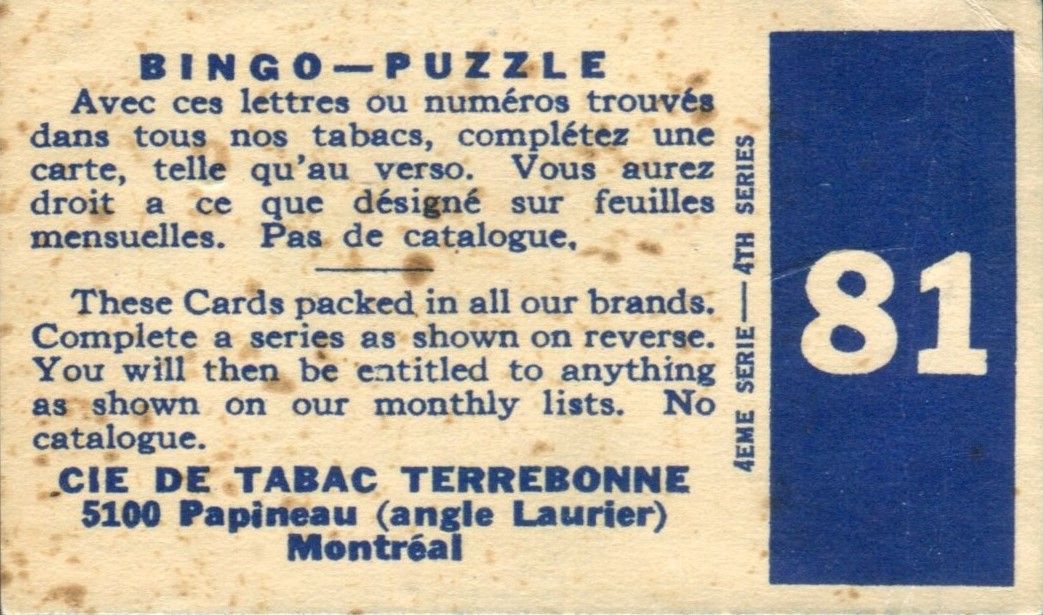 BINGO—PUZZLE
Avec ces lettres ou numéros trouvés
dans tous nos tabacs, complétez une
carte, telle qu'au verso. Vous aurez
droit a ce que désigné sur feuilles
mensuelles. Pas de catalogue.
These Cards packed in all our brands.
Complete a series as shown on reverse.
You will then be entitled to anything
as shown on our monthly lists. No
catalogue.
CIE DE TABAC TERREBONNE
5100 Papineau (angle Laurier)
Montréal
4EME SERIE—4TH SERIES
81